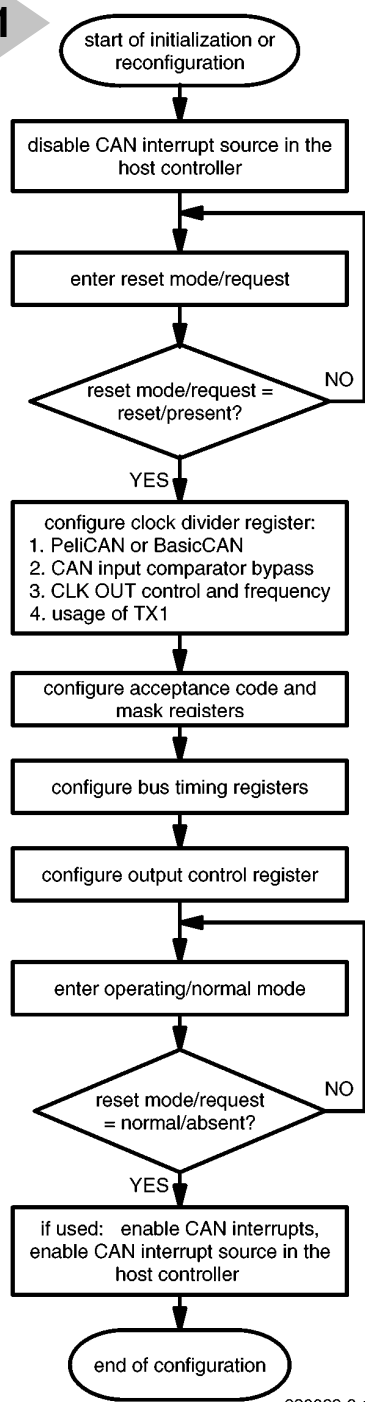 start of initialization or
reconfiguration
disable CAN interrupt source in the
host controller
enter reset mode/request
reset mode/request =
reset/present?
NO
YES
configure clock divider register:
1. PeliCAN or BasicCAN
2. CAN input comparator bypass
3. CLK OUT control and frequency
4. usage of TX1
configure acceptance code and
mask registers
configure bus timing registers
configure output control register
enter operating/normal mode
reset mode/request
= normal/absent?
NO
YES
if used: enable CAN interrupts,
enable CAN interrupt source in the
host controller
end of configuration